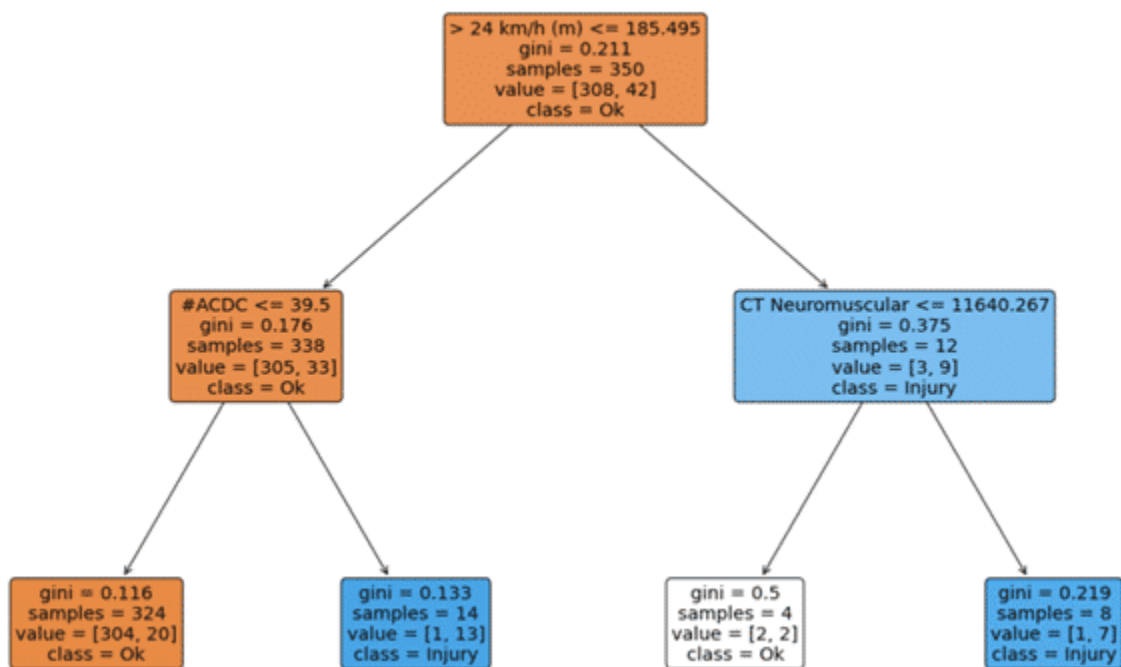 > 24 km/h (m) <= 185.495
gini = 0.211
samples = 350
value = [308, 42]
class = Ok
#ACDC <= 39.5
gini = 0.176
samples = 338
value = [305, 33]
class = Ok
CT Neuromuscular <= 11640.267
gini = 0.375
samples = 12
value = [3, 9]
class = Injury
gini = 0.116
samples = 324
value = [304, 20]
class = Ok
gini = 0.133
samples = 14
value = [1, 13]
class = Injury
gini = 0.5
samples = 4
value = [2, 2]
class = Ok
gini = 0.219
samples = 8
value = [1, 7]
class = Injury